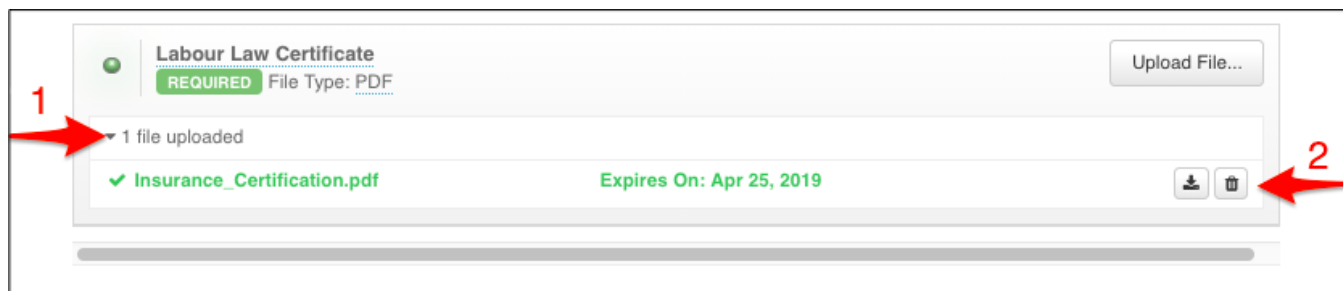 Labour Law Certificate
REQUIRED File Type: PDF
Upload File...
1
1 file uploaded
Insurance_Certification.pdf Expires On: Apr 25, 2019
2